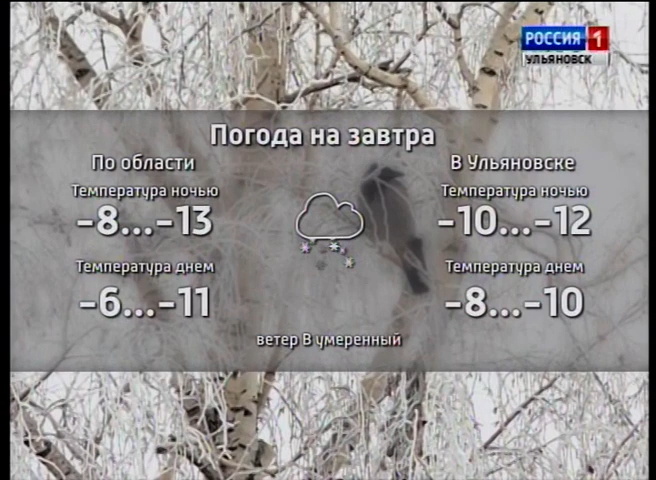 РОССИЯ 1
УЛЬЯНОВСК
Погода на завтра
По области
Температура ночью
–8...–13
Температура днем
–6...–11
В Ульяновске
Температура ночью
–10...–12
Температура днем
–8...–10
ветер В умеренный